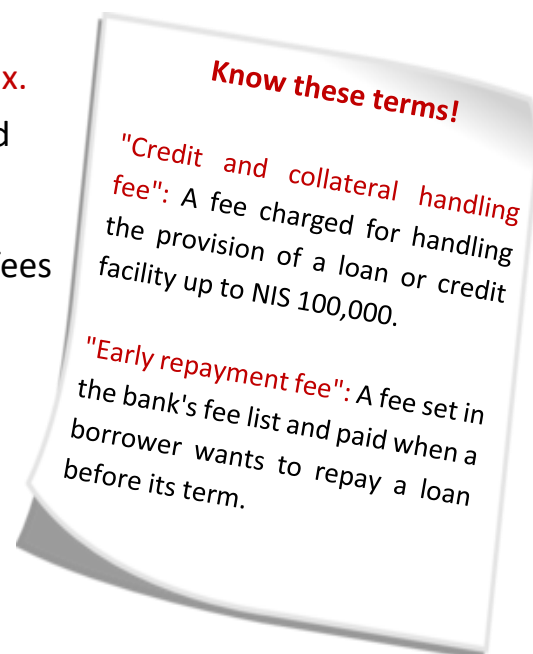 x.
d
ees
Know these terms!
"Credit and collateral handling
fee": A fee charged for handling
the provision of a loan or credit
facility up to NIS 100,000.
"Early repayment fee": A fee set in
the bank's fee list and paid when a
borrower wants to repay a loan
before its term.